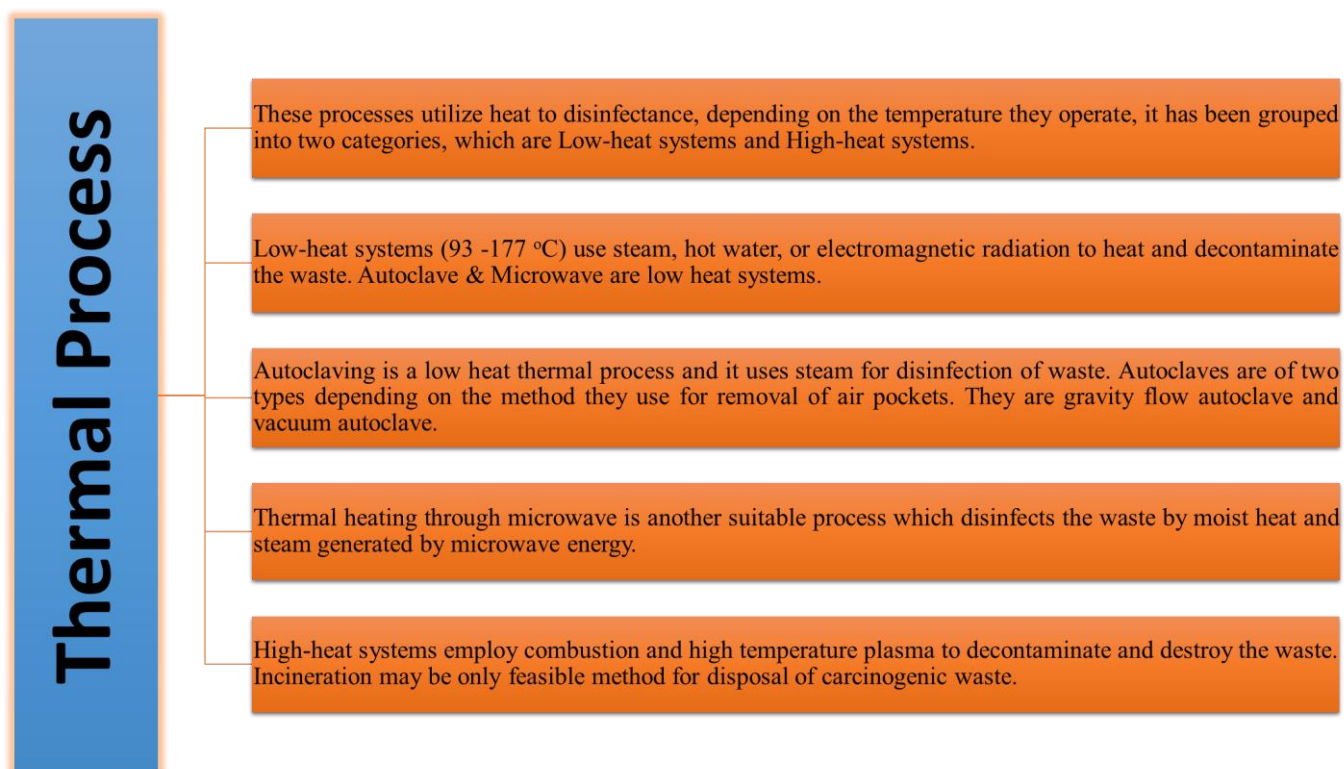 Thermal Process
These processes utilize heat to disinfectance, depending on the temperature they operate, it has been grouped
into two categories, which are Low-heat systems and High-heat systems.
Low-heat systems (93 -177 ºC) use steam, hot water, or electromagnetic radiation to heat and decontaminate
the waste. Autoclave & Microwave are low heat systems.
Autoclaving is a low heat thermal process and it uses steam for disinfection of waste. Autoclaves are of two
types depending on the method they use for removal of air pockets. They are gravity flow autoclave and
vacuum autoclave.
Thermal heating through microwave is another suitable process which disinfects the waste by moist heat and
steam generated by microwave energy.
High-heat systems employ combustion and high temperature plasma to decontaminate and destroy the waste.
Incineration may be only feasible method for disposal of carcinogenic waste.